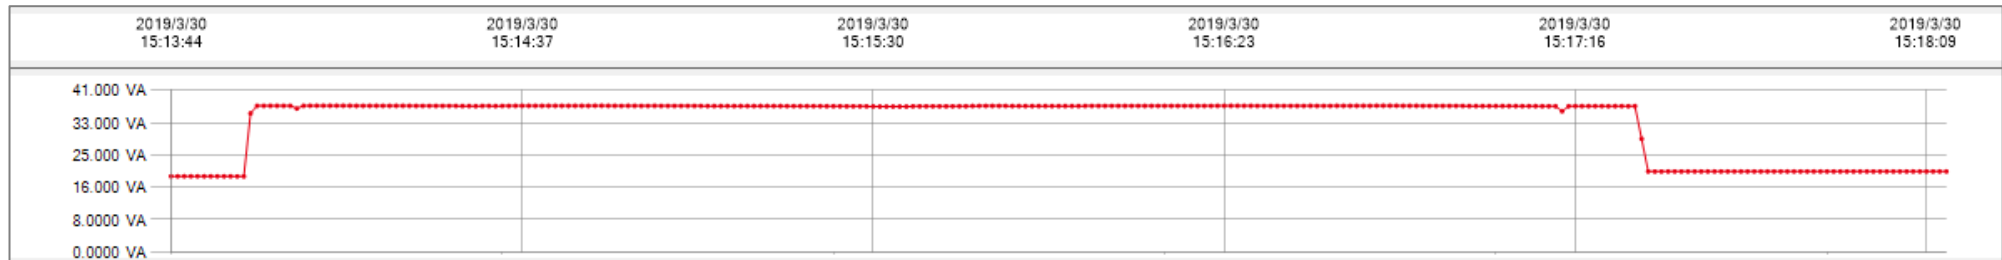 2019/3/30 2019/3/30 2019/3/30 2019/3/30 2019/3/30 2019/3/30
15:13:44 15:14:37 15:15:30 15:16:23 15:17:16 15:18:09
41.000 VA
33.000 VA
25.000 VA
16.000 VA
8.0000 VA
0.0000 VA